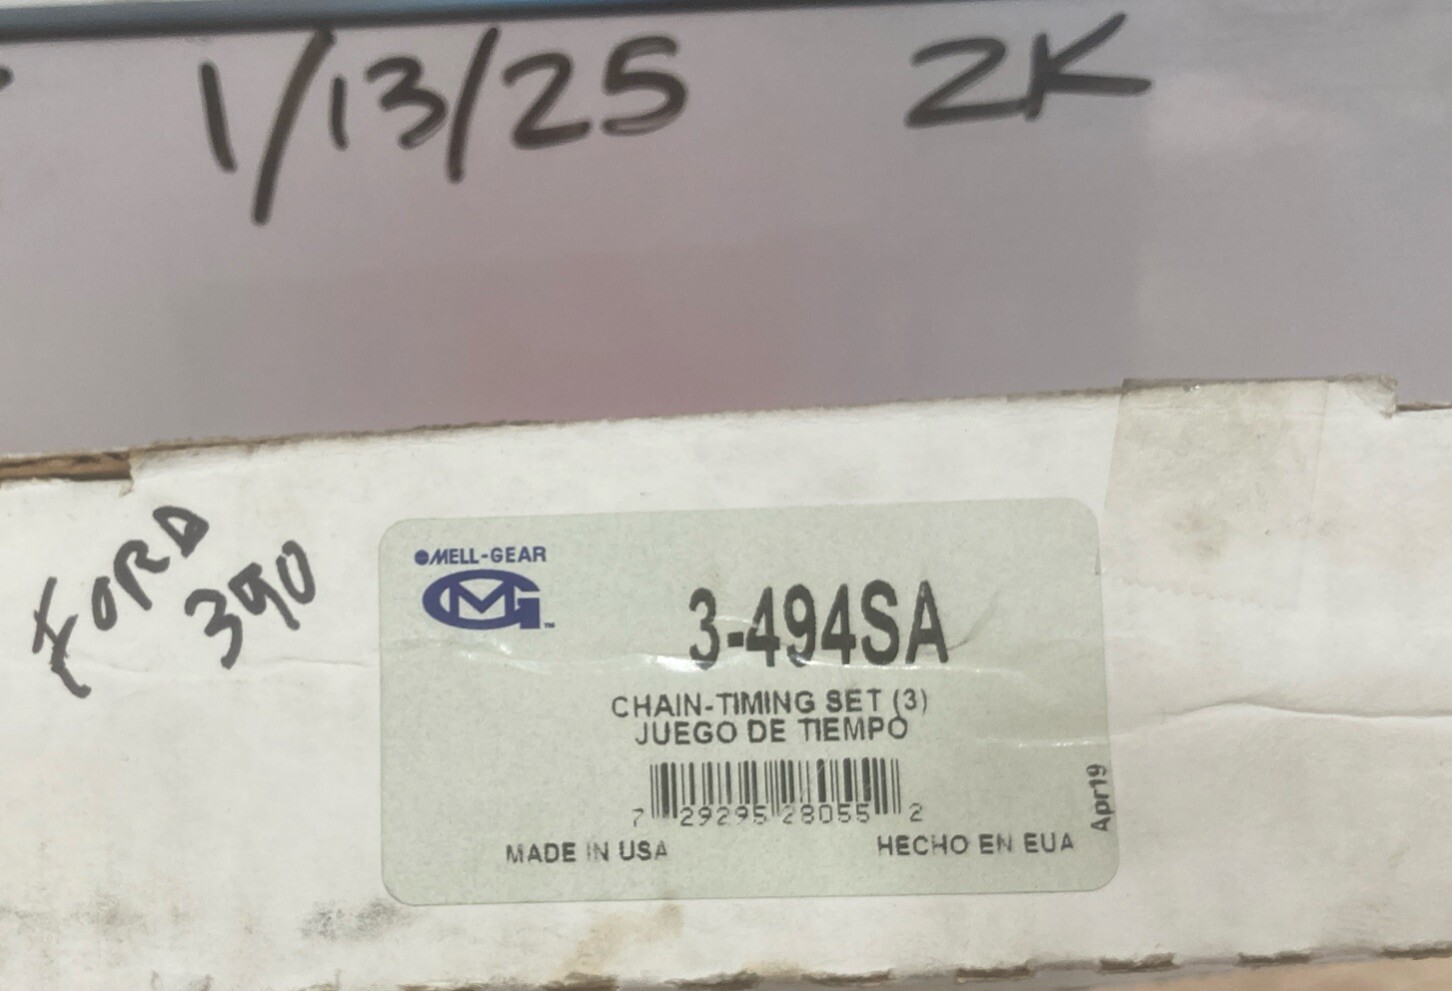 1/13/25 2K
FORD
390
MELL-GEAR
MG™
3-494SA
CHAIN-TIMING SET (3)
JUEGO DE TIEMPO
7 29295 28055 2
MADE IN USA HECHO EN EUA
Apr19